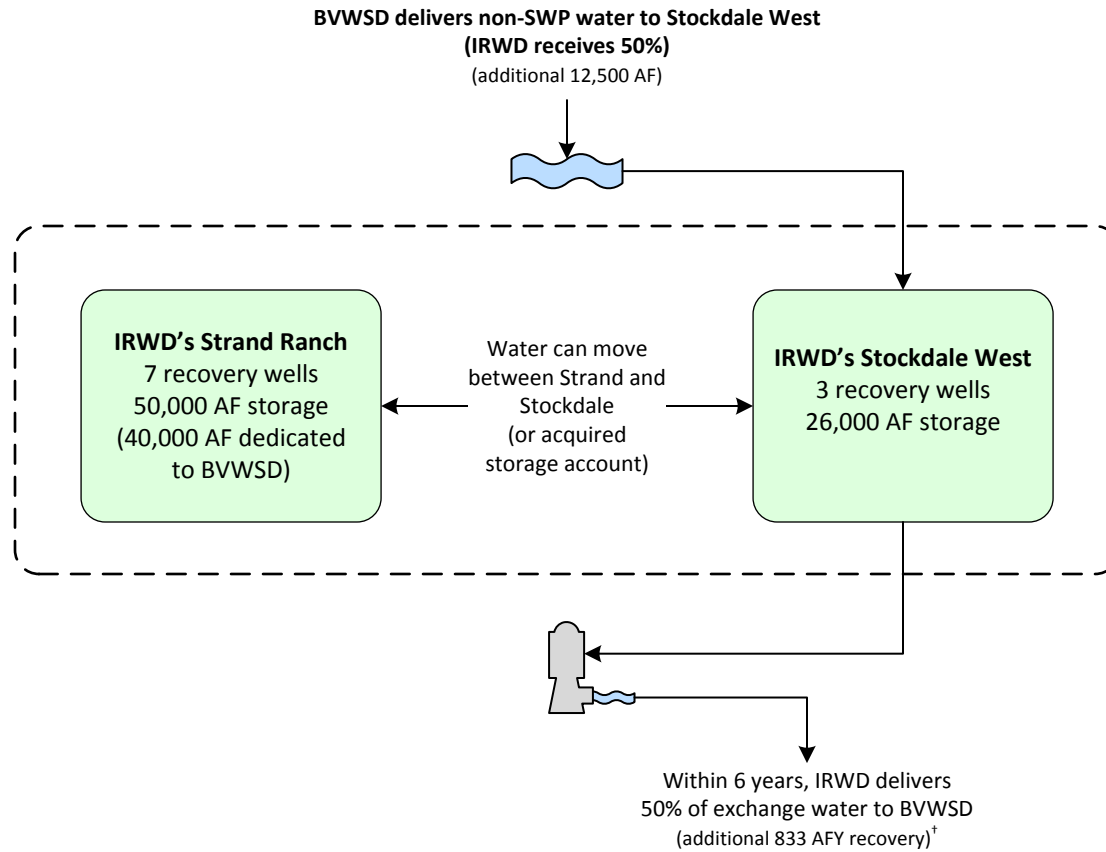 BVWSD delivers non-SWP water to Stockdale West
(IRWD receives 50%)
(additional 12,500 AF)
IRWD's Strand Ranch
7 recovery wells
50,000 AF storage
(40,000 AF dedicated
to BVWSD)
Water can move
between Strand and
Stockdale
(or acquired
storage account)
IRWD's Stockdale West
3 recovery wells
26,000 AF storage
Within 6 years, IRWD delivers
50% of exchange water to BVWSD
(additional 833 AFY recovery)†